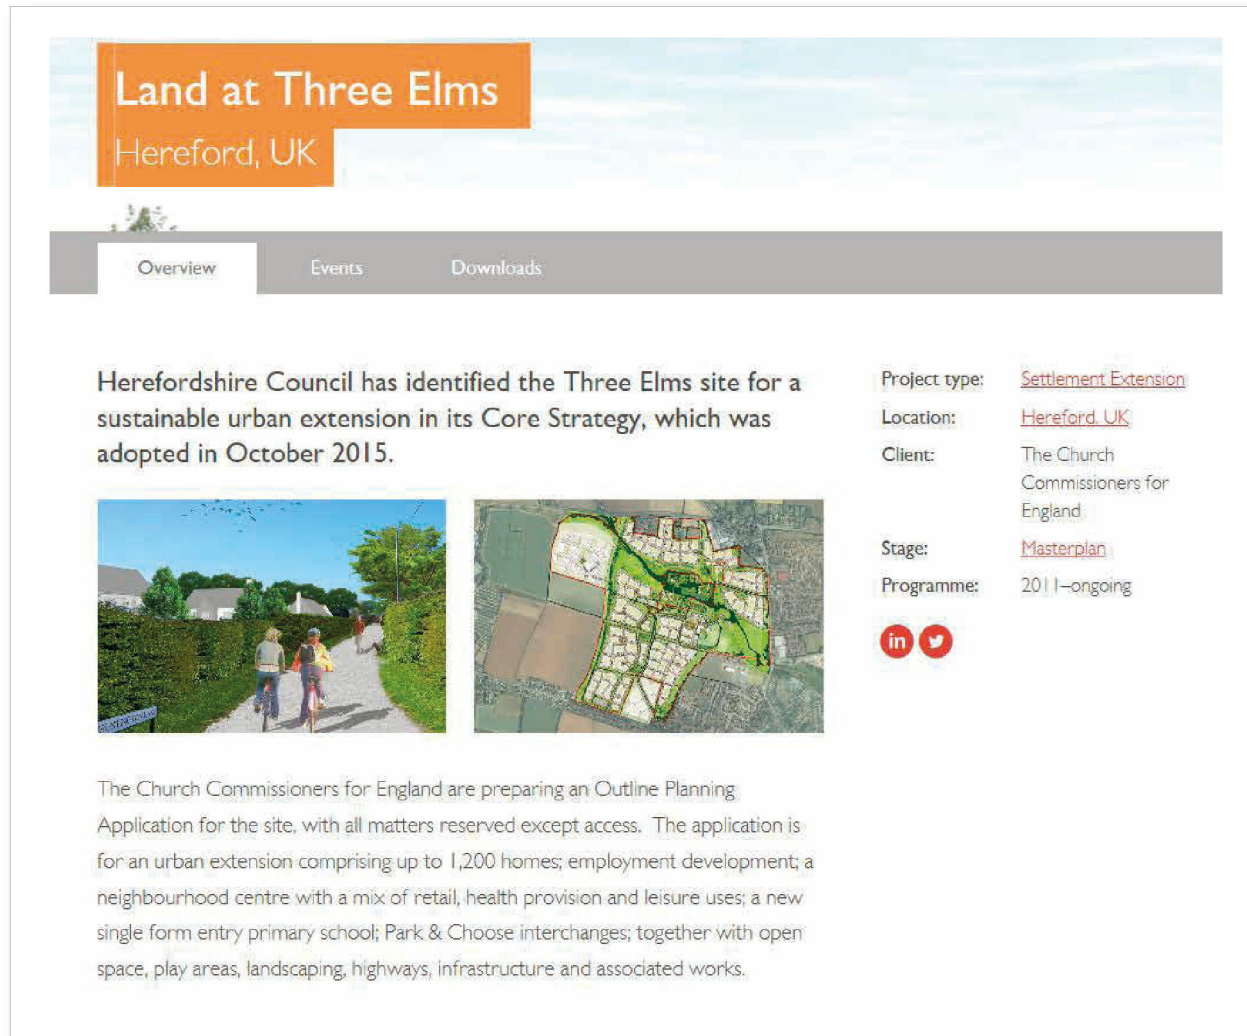 Land at Three Elms
Hereford, UK
Overview
Events
Downloads
Herefordshire Council has identified the Three Elms site for a
sustainable urban extension in its Core Strategy, which was
adopted in October 2015.
The Church Commissioners for England are preparing an Outline Planning
Application for the site, with all matters reserved except access. The application is
for an urban extension comprising up to 1,200 homes; employment development; a
neighbourhood centre with a mix of retail, health provision and leisure uses; a new
single form entry primary school; Park & Choose interchanges; together with open
space, play areas, landscaping, highways, infrastructure and associated works.
Project type: Settlement Extension
Location: Hereford, UK
Client: The Church
Commissioners for
England
Stage: Masterplan
Programme: 2011–ongoing
in